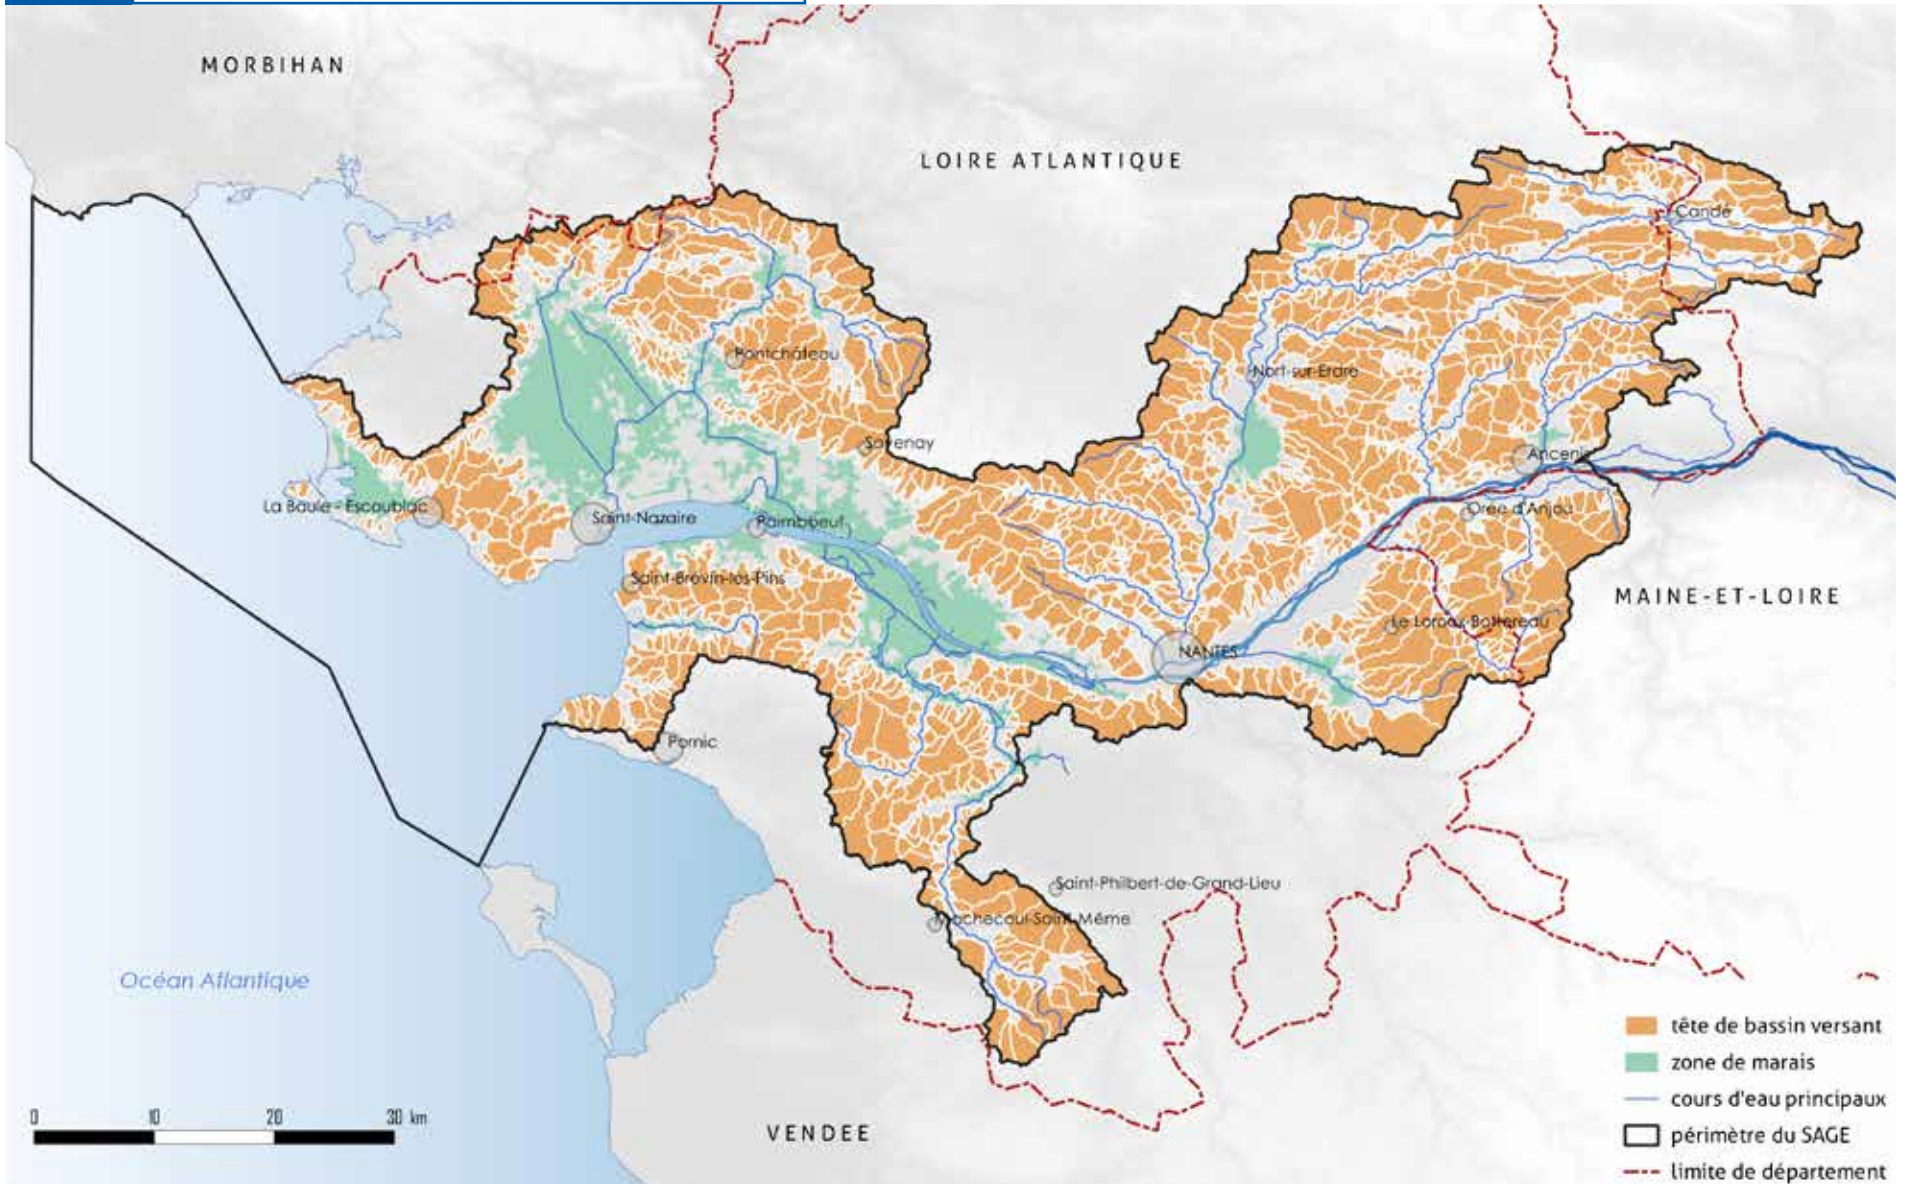 MORBIHAN
LOIRE ATLANTIQUE
Candé
Pontchâteau
Nort-sur-Erdre
Savenay
Ancenis
La Baule - Escoublac
Saint-Nazaire
Paimboeuf
Orée d'Anjou
Saint-Brévin-les-Pins
MAINE-ET-LOIRE
Le Loroux-Bottereau
NANTES
Pornic
Saint-Philbert-de-Grand-Lieu
Machecoul-Saint-Même
Océan Atlantique
tête de bassin versant
zone de marais
cours d'eau principaux
périmètre du SAGE
limite de département
0 10 20 30 km
VENDEE